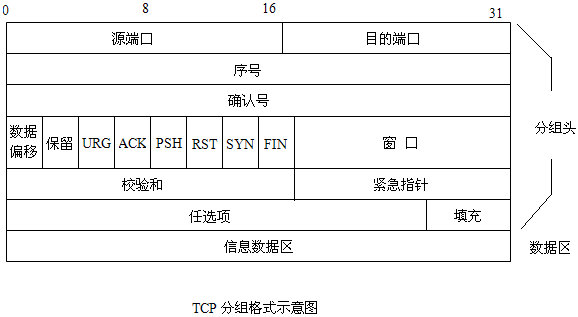 0 8 16 31
源端口 目的端口
序号
确认号
数据偏移 保留 URG ACK PSH RST SYN FIN 窗 口
分组头
校验和 紧急指针
任选项 填充
信息数据区 数据区
TCP 分组格式示意图